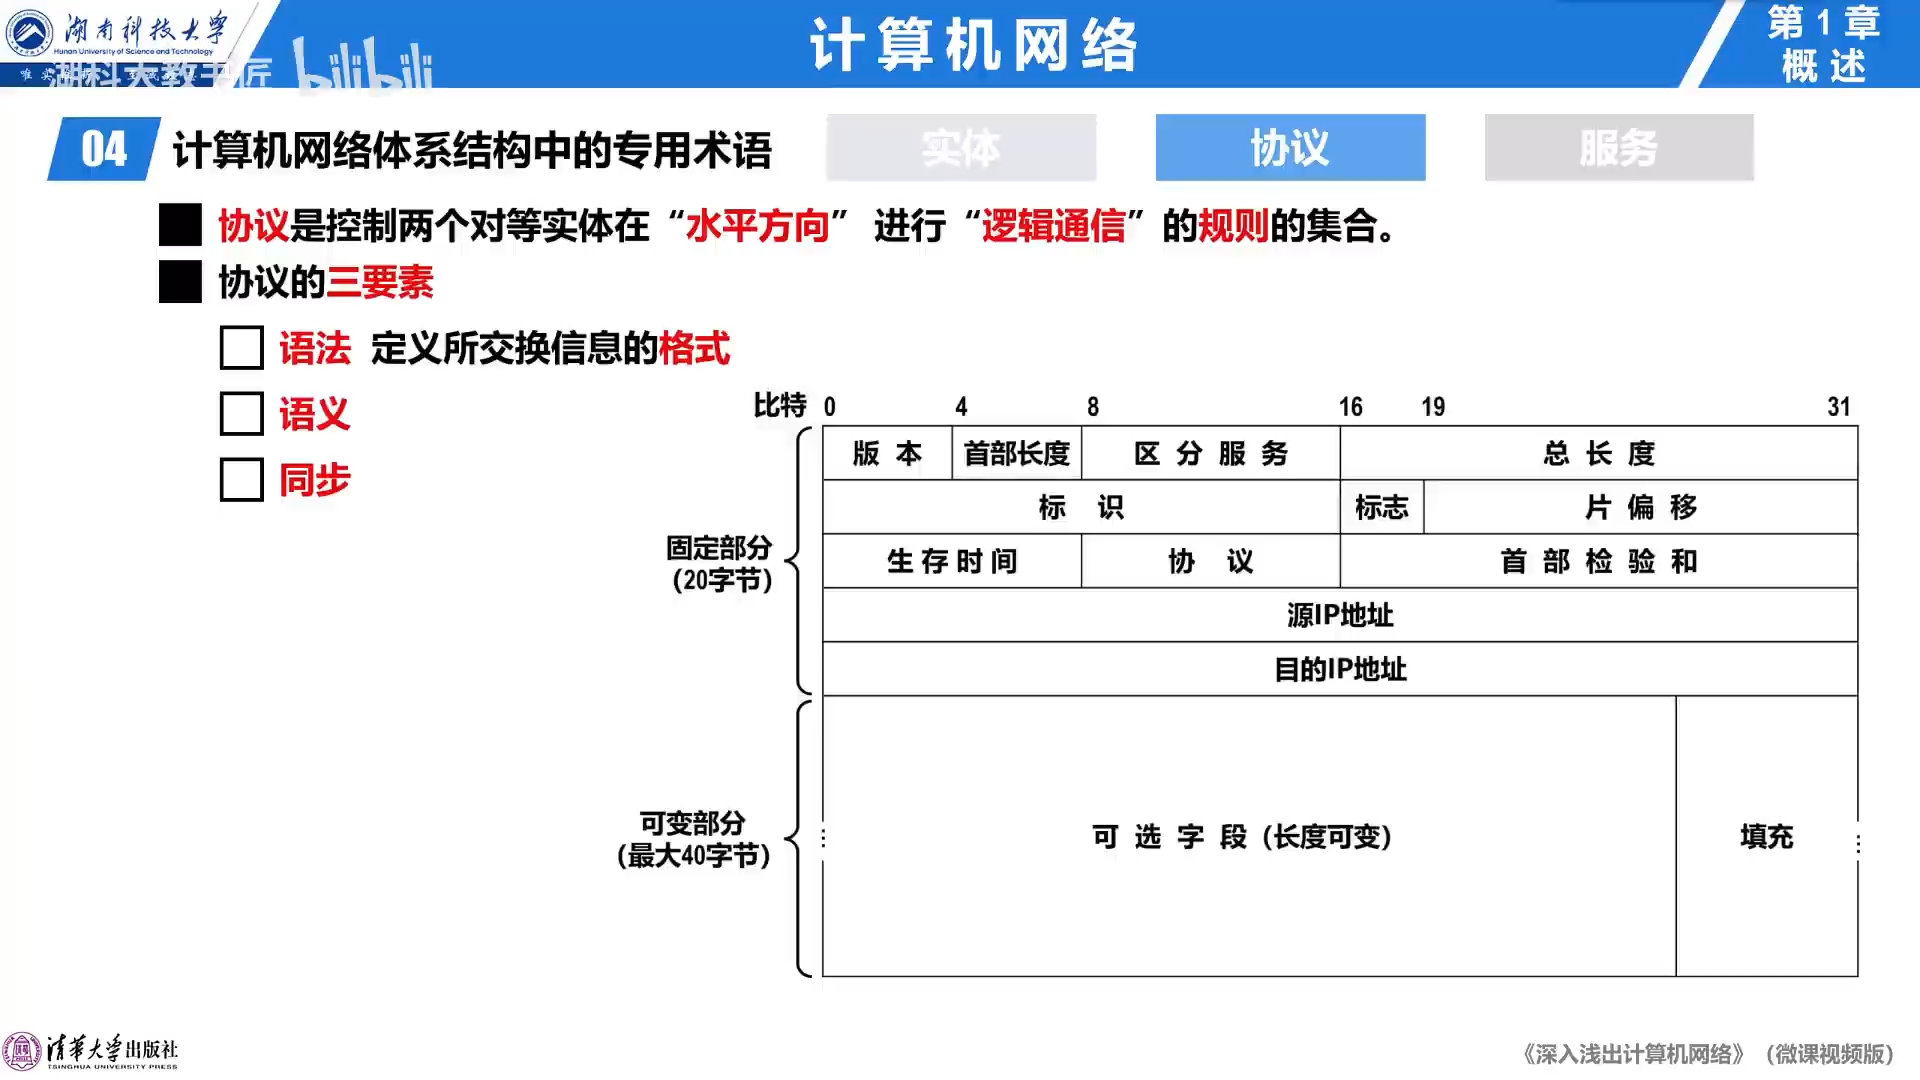 湖南科技大学
Hunan University of Science and Technology
湖科大教书匠 bilibili
计算机网络
第1章
概述
04 计算机网络体系结构中的专用术语
实体 协议 服务
协议是控制两个对等实体在“水平方向” 进行“逻辑通信”的规则的集合。
协议的三要素
语法 定义所交换信息的格式
语义
同步
比特 0 4 8 16 19 31
版本 首部长度 区分服务 总长度
标识 标志 片偏移
固定部分
(20字节)
生存时间 协议 首部检验和
源IP地址
目的IP地址
可变部分
(最大40字节)
可选字段 (长度可变) 填充
清华大学出版社
TSINGHUA UNIVERSITY PRESS
《深入浅出计算机网络》(微课视频版)